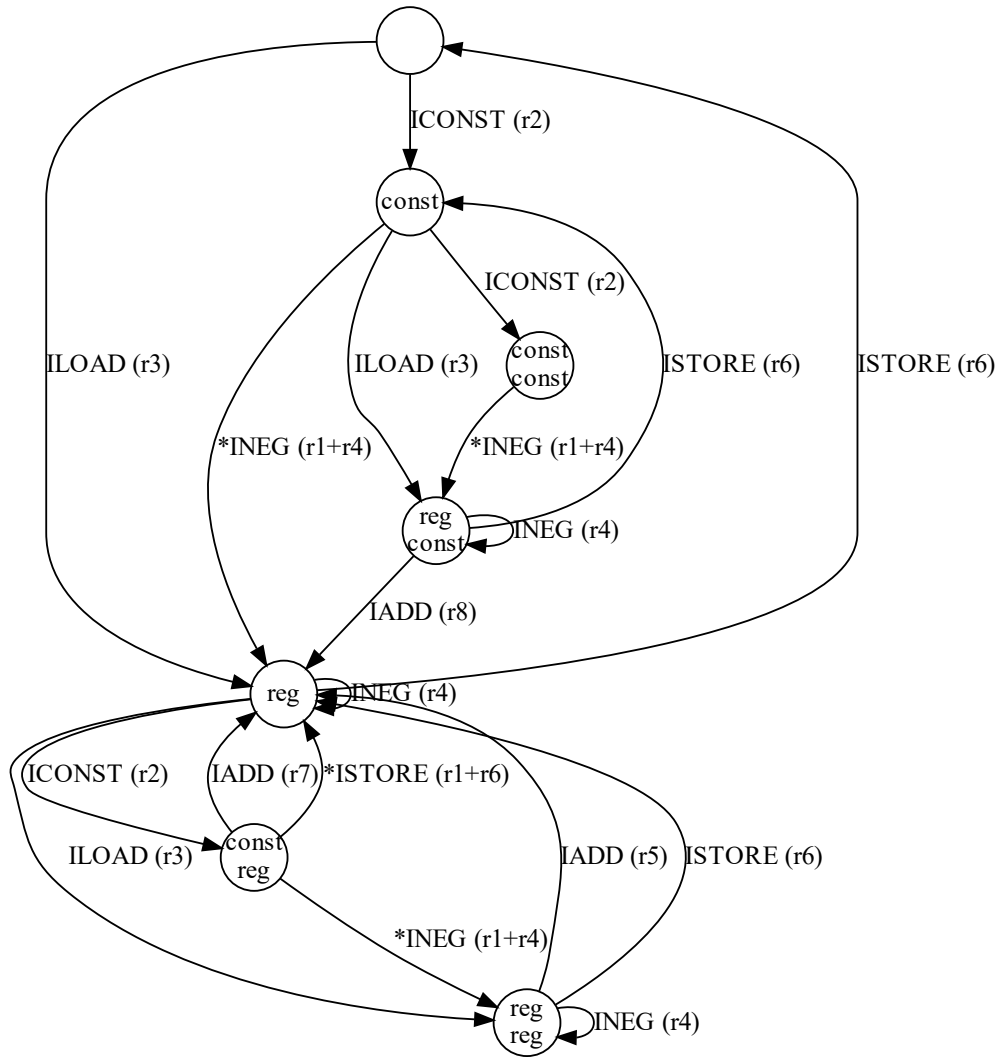 ICONST (r2)
const
ICONST (r2)
ILOAD (r3)
ILOAD (r3)
const
const
ISTORE (r6)
ISTORE (r6)
*INEG (r1+r4)
*INEG (r1+r4)
reg
const
INEG (r4)
IADD (r8)
reg
INEG (r4)
ICONST (r2)
IADD (r7)
*ISTORE (r1+r6)
ILOAD (r3)
const
reg
IADD (r5)
ISTORE (r6)
*INEG (r1+r4)
reg
reg
INEG (r4)